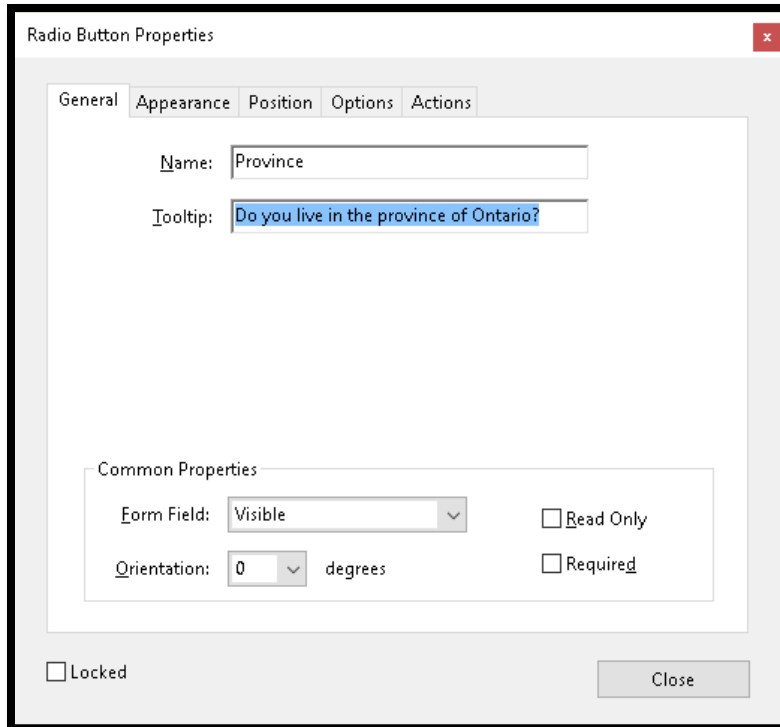 Radio Button Properties
x
General Appearance Position Options Actions
Name: Province
Tooltip: Do you live in the province of Ontario?
Common Properties
Form Field: Visible
Read Only
Orientation: 0 degrees
Required
Locked
Close